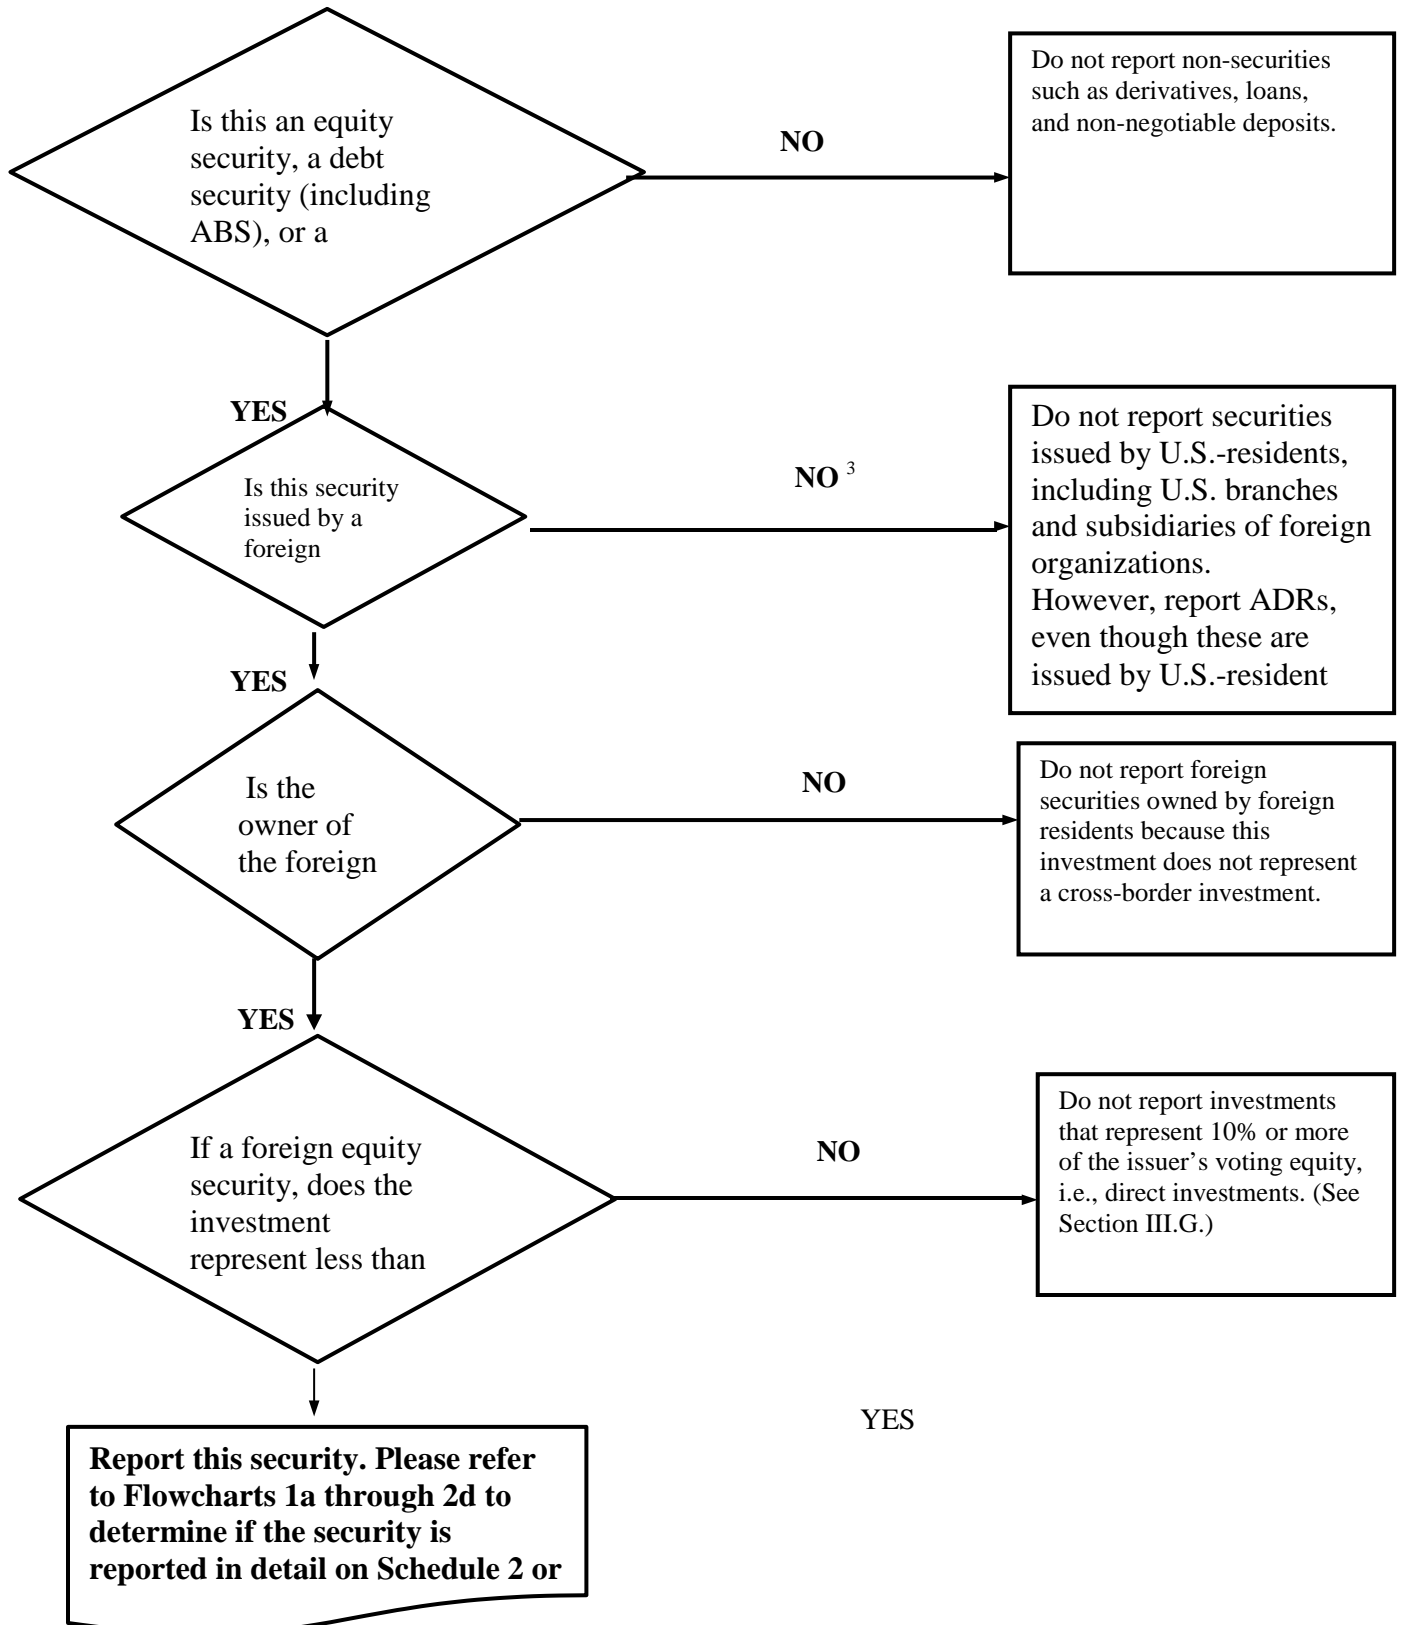 Is this an equity
security, a debt
security (including
ABS), or a
NO
Do not report non-securities
such as derivatives, loans,
and non-negotiable deposits.
YES
Is this security
issued by a
foreign
NO 3
Do not report securities
issued by U.S.-residents,
including U.S. branches
and subsidiaries of foreign
organizations.
However, report ADRs,
even though these are
issued by U.S.-resident
YES
Is the
owner of
the foreign
NO
Do not report foreign
securities owned by foreign
residents because this
investment does not represent
a cross-border investment.
YES
If a foreign equity
security, does the
investment
represent less than
NO
Do not report investments
that represent 10% or more
of the issuer’s voting equity,
i.e., direct investments. (See
Section III.G.)
YES
Report this security. Please refer
to Flowcharts 1a through 2d to
determine if the security is
reported in detail on Schedule 2 or